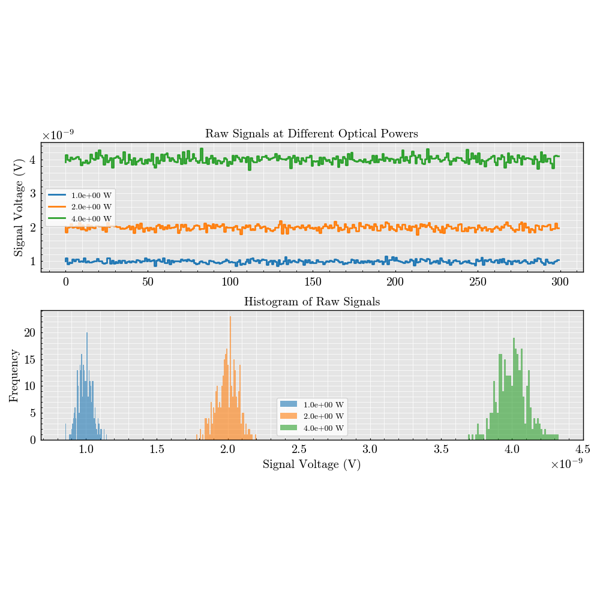 Raw Signals at Different Optical Powers
×10⁻⁹
Signal Voltage (V)
4
3
2
1
1.0e+00 W
2.0e+00 W
4.0e+00 W
0 50 100 150 200 250 300
Histogram of Raw Signals
Frequency
20
15
10
5
0
1.0e+00 W
2.0e+00 W
4.0e+00 W
1.0 1.5 2.0 2.5 3.0 3.5 4.0 4.5
Signal Voltage (V)
×10⁻⁹